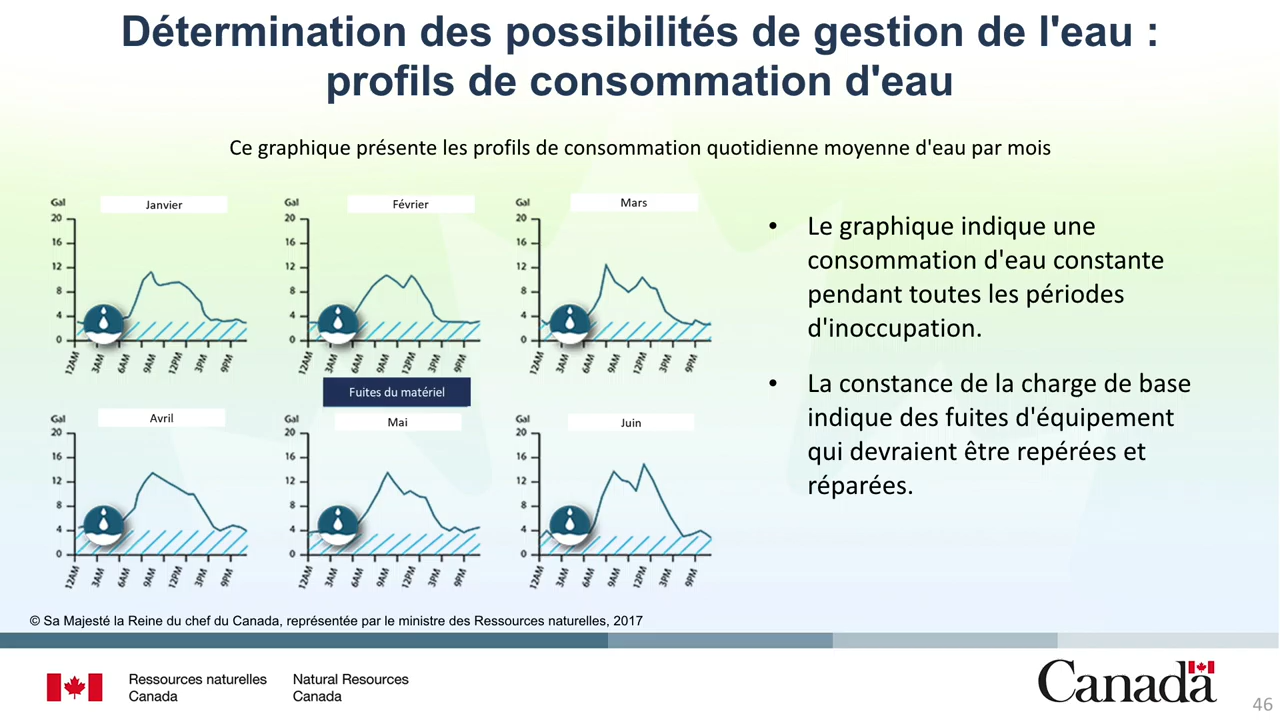 Détermination des possibilités de gestion de l'eau :
profils de consommation d'eau
Ce graphique présente les profils de consommation quotidienne moyenne d'eau par mois
Gal
Janvier
20
16
12
8
4
0
12AM 3AM 6AM 9AM 12PM 3PM 9PM
Gal
Février
20
16
12
8
4
0
12AM 3AM 6AM 9AM 12PM 3PM 9PM
Gal
Mars
20
16
12
8
4
0
12AM 3AM 6AM 9AM 12PM 3PM 9PM
Fuites du matériel
Gal
Avril
20
16
12
8
4
0
12AM 3AM 6AM 9AM 12PM 3PM 9PM
Gal
Mai
20
16
12
8
4
0
12AM 3AM 6AM 9AM 12PM 3PM 9PM
Gal
Juin
20
16
12
8
4
0
12AM 3AM 6AM 9AM 12PM 3PM 9PM
• Le graphique indique une
consommation d'eau constante
pendant toutes les périodes
d'inoccupation.
• La constance de la charge de base
indique des fuites d'équipement
qui devraient être repérées et
réparées.
© Sa Majesté la Reine du chef du Canada, représentée par le ministre des Ressources naturelles, 2017
Ressources naturelles
Canada
Natural Resources
Canada
Canada
46